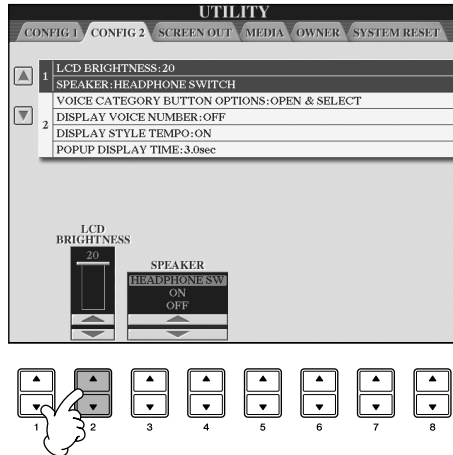 UTILITY
CONFIG 1 CONFIG 2 SCREEN OUT MEDIA OWNER SYSTEM RESET
1 LCD BRIGHTNESS:20
SPEAKER:HEADPHONE SWITCH
2 VOICE CATEGORY BUTTON OPTIONS:OPEN & SELECT
DISPLAY VOICE NUMBER:OFF
DISPLAY STYLE TEMPO:ON
POPUP DISPLAY TIME:3.0sec
LCD BRIGHTNESS
20
SPEAKER
HEADPHONE SW
ON
OFF
1 2 3 4 5 6 7 8